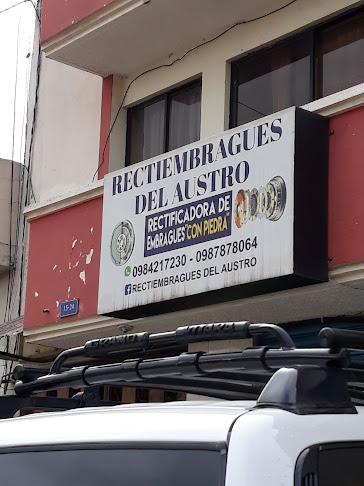 RECTIEMBRAGUES
DEL AUSTRO
RECTIFICADORA DE
EMBRAGUES "CON PIEDRA"
0984217230 - 0987878064
RECTIEMBRAGUES DEL AUSTRO
15-24